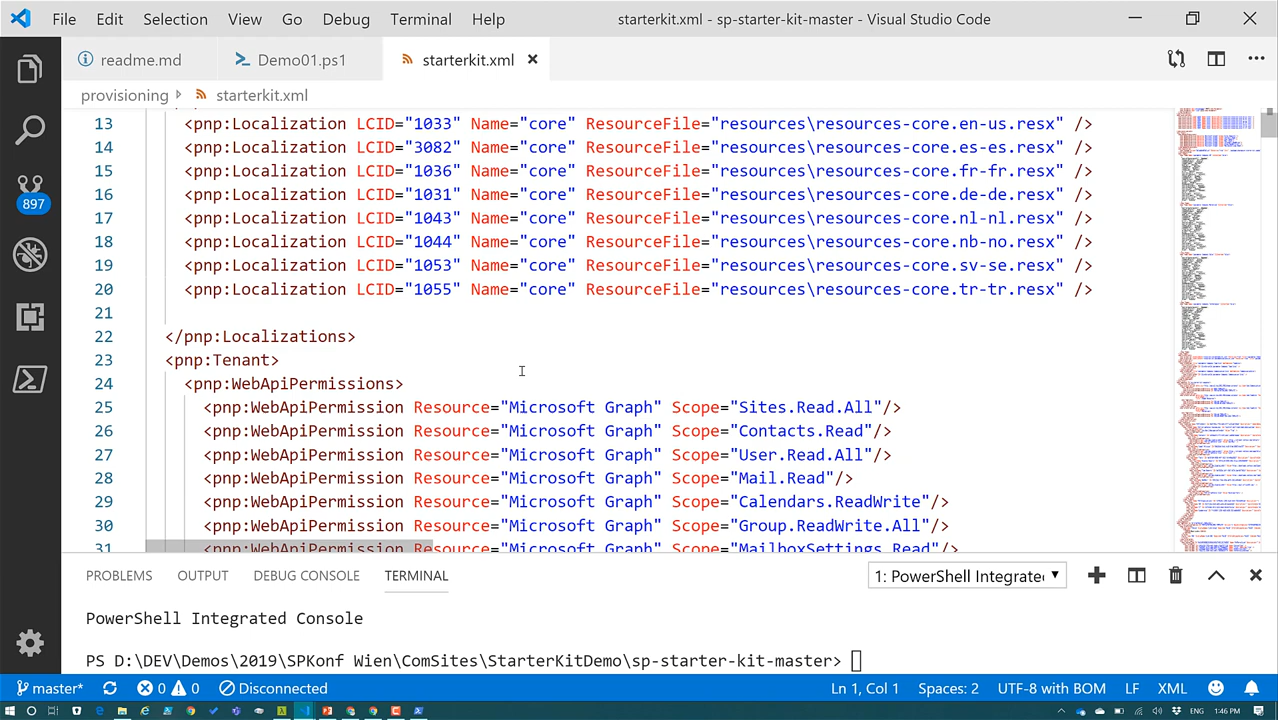 File Edit Selection View Go Debug Terminal Help starterkit.xml - sp-starter-kit-master - Visual Studio Code
readme.md Demo01.ps1 starterkit.xml
provisioning starterkit.xml
13 <pnp:Localization LCID="1033" Name="core" ResourceFile="resources\resources-core.en-us.resx" />
14 <pnp:Localization LCID="3082" Name="core" ResourceFile="resources\resources-core.es-es.resx" />
15 <pnp:Localization LCID="1036" Name="core" ResourceFile="resources\resources-core.fr-fr.resx" />
16 <pnp:Localization LCID="1031" Name="core" ResourceFile="resources\resources-core.de-de.resx" />
17 <pnp:Localization LCID="1043" Name="core" ResourceFile="resources\resources-core.nl-nl.resx" />
18 <pnp:Localization LCID="1044" Name="core" ResourceFile="resources\resources-core.nb-no.resx" />
19 <pnp:Localization LCID="1053" Name="core" ResourceFile="resources\resources-core.sv-se.resx" />
20 <pnp:Localization LCID="1055" Name="core" ResourceFile="resources\resources-core.tr-tr.resx" />
21
22 </pnp:Localizations>
23 <pnp:Tenant>
24 <pnp:WebApiPermissions>
25 <pnp:WebApiPermission Resource="Microsoft Graph" Scope="Sites.Read.All"/>
26 <pnp:WebApiPermission Resource="Microsoft Graph" Scope="Contacts.Read"/>
27 <pnp:WebApiPermission Resource="Microsoft Graph" Scope="User.Read.All"/>
28 <pnp:WebApiPermission Resource="Microsoft Graph" Scope="Mail.Read"/>
29 <pnp:WebApiPermission Resource="Microsoft Graph" Scope="Calendars.ReadWrite"/>
30 <pnp:WebApiPermission Resource="Microsoft Graph" Scope="Group.ReadWrite.All"/>
31 <pnp:WebApiPermission Resource="Microsoft Graph" Scope="MailboxSettings.Read"/>
897
PROBLEMS OUTPUT DEBUG CONSOLE TERMINAL 1: PowerShell Integrate
PowerShell Integrated Console
PS D:\DEV\Demos\2019\SPKonf Wien\ComSites\StarterKitDemo\sp-starter-kit-master>
master* 0 0 Disconnected Ln 1, Col 1 Spaces: 2 UTF-8 with BOM LF XML
ENG 1:46 PM